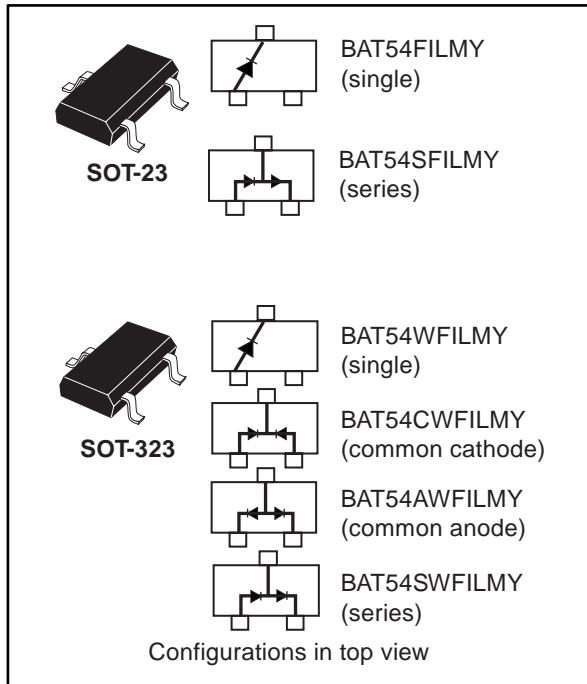 BAT54FILMY
(single)
SOT-23
BAT54SFILMY
(series)
BAT54WFILMY
(single)
SOT-323
BAT54CWFILMY
(common cathode)
BAT54AWFILMY
(common anode)
BAT54SWFILMY
(series)
Configurations in top view